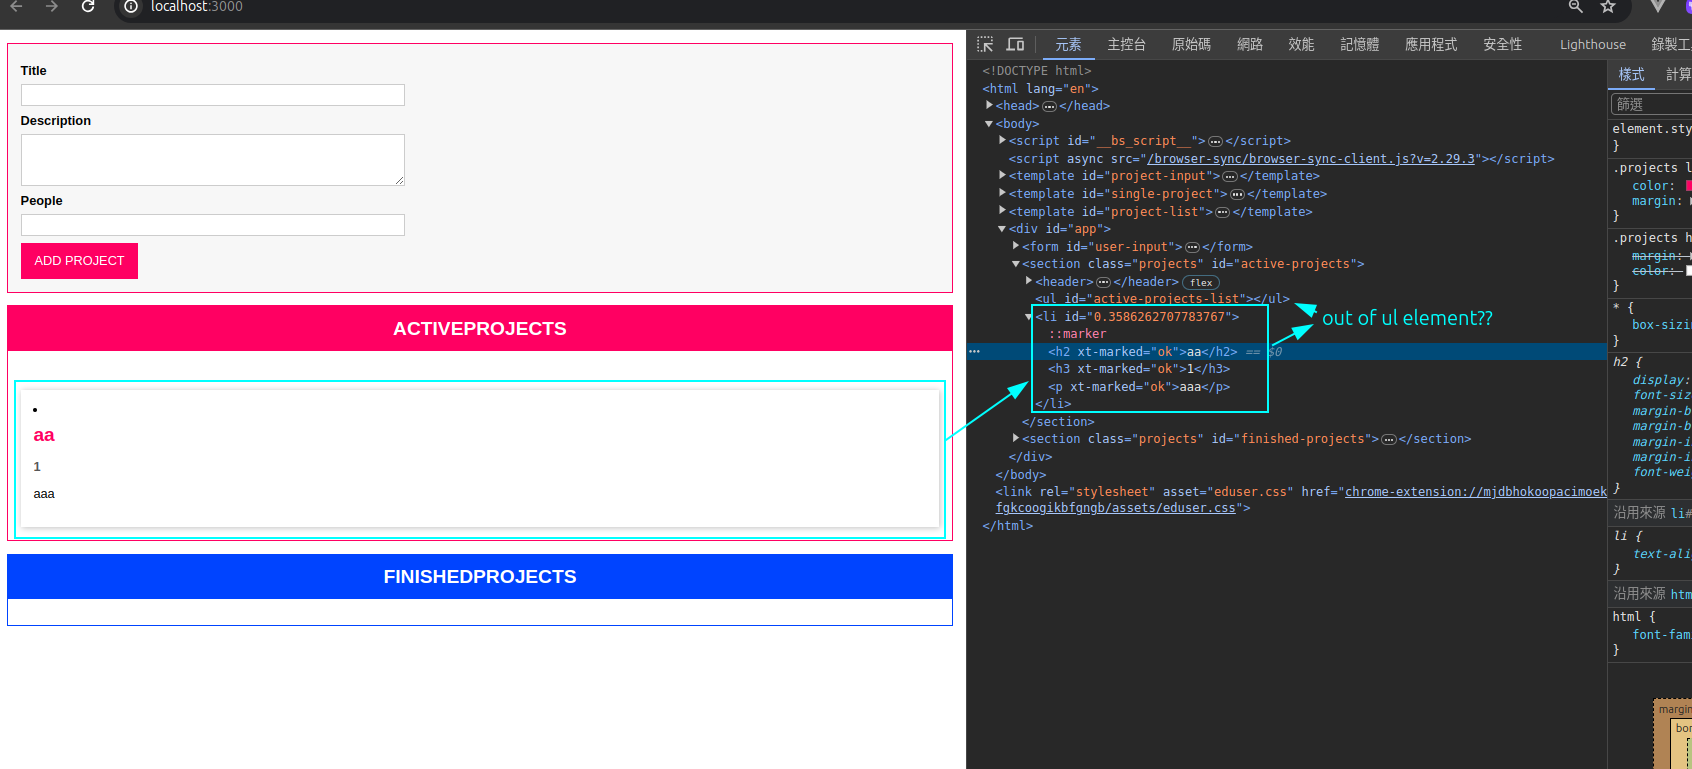 localhost:3000
Title
Description
People
ADD PROJECT
ACTIVEPROJECTS
aa
1
aaa
FINISHEDPROJECTS
元素 主控台 原始碼 網路 效能 記憶體 應用程式 安全性 Lighthouse 錄製工
<!DOCTYPE html>
<html lang="en">
<head> ⋯ </head>
<body>
<script id="__bs_script__"> ⋯ </script>
<script async src="/browser-sync/browser-sync-client.js?v=2.29.3"></script>
<template id="project-input"> ⋯ </template>
<template id="single-project"> ⋯ </template>
<template id="project-list"> ⋯ </template>
<div id="app">
<form id="user-input"> ⋯ </form>
<section class="projects" id="active-projects">
<header> ⋯ </header> flex
<ul id="active-projects-list"></ul>
<li id="0.3586262707783767">
::marker
<h2 xt-marked="ok">aa</h2> == $0
<h3 xt-marked="ok">1</h3>
<p xt-marked="ok">aaa</p>
</li>
</section>
<section class="projects" id="finished-projects"> ⋯ </section>
</div>
</body>
<link rel="stylesheet" asset="eduser.css" href="chrome-extension://mjdbhokoopacimoek
fgkcoogikbfgngb/assets/eduser.css">
</html>
out of ul element??
樣式 計算
篩選
element.sty
}
.projects l
color:
margin:
}
.projects h
margin:
color:
}
* {
box-sizi
}
h2 {
display:
font-siz
margin-b
margin-b
margin-i
margin-i
font-wei
}
沿用來源 li#
li {
text-ali
}
沿用來源 htm
html {
font-fam
}
margin
bor